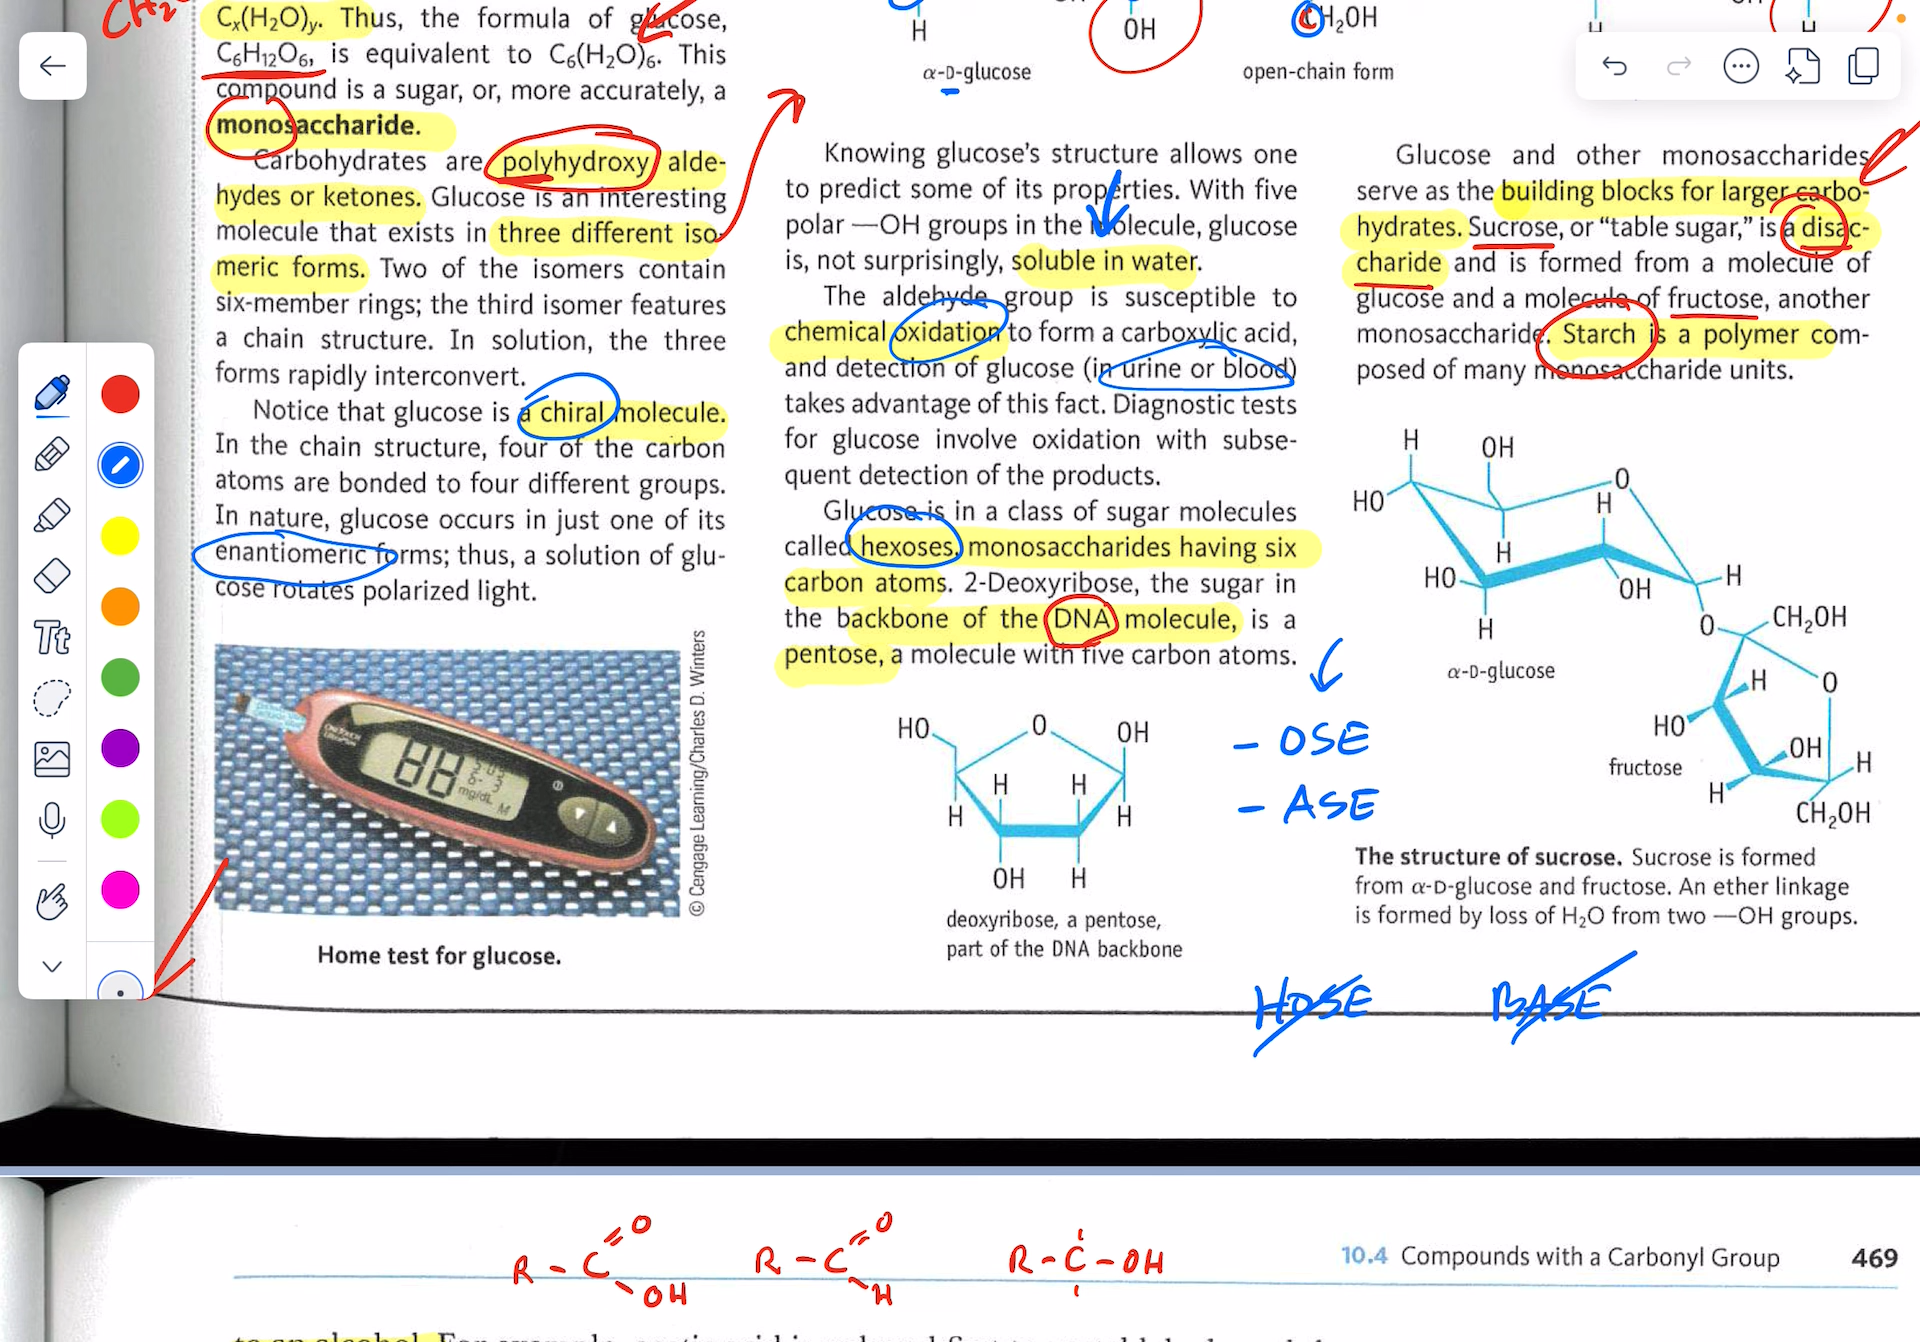 CH₂
Cₓ(H₂O)ᵧ. Thus, the formula of glucose,
C₆H₁₂O₆, is equivalent to C₆(H₂O)₆. This
compound is a sugar, or, more accurately, a
monosaccharide.
Carbohydrates are polyhydroxy alde-
hydes or ketones. Glucose is an interesting
molecule that exists in three different iso-
meric forms. Two of the isomers contain
six-member rings; the third isomer features
a chain structure. In solution, the three
forms rapidly interconvert.
Notice that glucose is a chiral molecule.
In the chain structure, four of the carbon
atoms are bonded to four different groups.
In nature, glucose occurs in just one of its
enantiomeric forms; thus, a solution of glu-
cose rotates polarized light.
88
mg/dL M
© Cengage Learning/Charles D. Winters
Home test for glucose.
H
OH
CH₂OH
H
H
α-D-glucose
open-chain form
Knowing glucose's structure allows one
to predict some of its properties. With five
polar —OH groups in the molecule, glucose
is, not surprisingly, soluble in water.
The aldehyde group is susceptible to
chemical oxidation to form a carboxylic acid,
and detection of glucose (in urine or blood)
takes advantage of this fact. Diagnostic tests
for glucose involve oxidation with subse-
quent detection of the products.
Glucose is in a class of sugar molecules
called hexoses, monosaccharides having six
carbon atoms. 2-Deoxyribose, the sugar in
the backbone of the DNA molecule, is a
pentose, a molecule with five carbon atoms.
HO
O
OH
H
H
H
H
OH
H
deoxyribose, a pentose,
part of the DNA backbone
- OSE
- ASE
Glucose and other monosaccharides
serve as the building blocks for larger carbo-
hydrates. Sucrose, or “table sugar,” is a disac-
charide and is formed from a molecule of
glucose and a molecule of fructose, another
monosaccharide. Starch is a polymer com-
posed of many monosaccharide units.
H
OH
O
HO
H
H
HO
OH
H
H
O
CH₂OH
α-D-glucose
H
O
HO
OH
H
fructose
H
CH₂OH
The structure of sucrose. Sucrose is formed
from α-D-glucose and fructose. An ether linkage
is formed by loss of H₂O from two —OH groups.
HOSE
BASE
Tt
R - C = O - OH
R - C = O - H
R - C - OH
10.4 Compounds with a Carbonyl Group 469